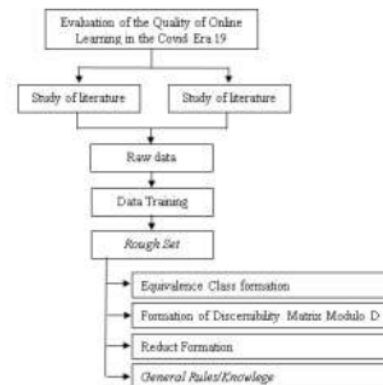 Evaluation of the Quality of Online
Learning in the Covid Era 19
Study of literature
Study of literature
Raw data
Data Training
Rough Set
Equivalence Class formation
Formation of Discernibility Matrix Modulo D
Reduct Formation
General Rules/Knowlege